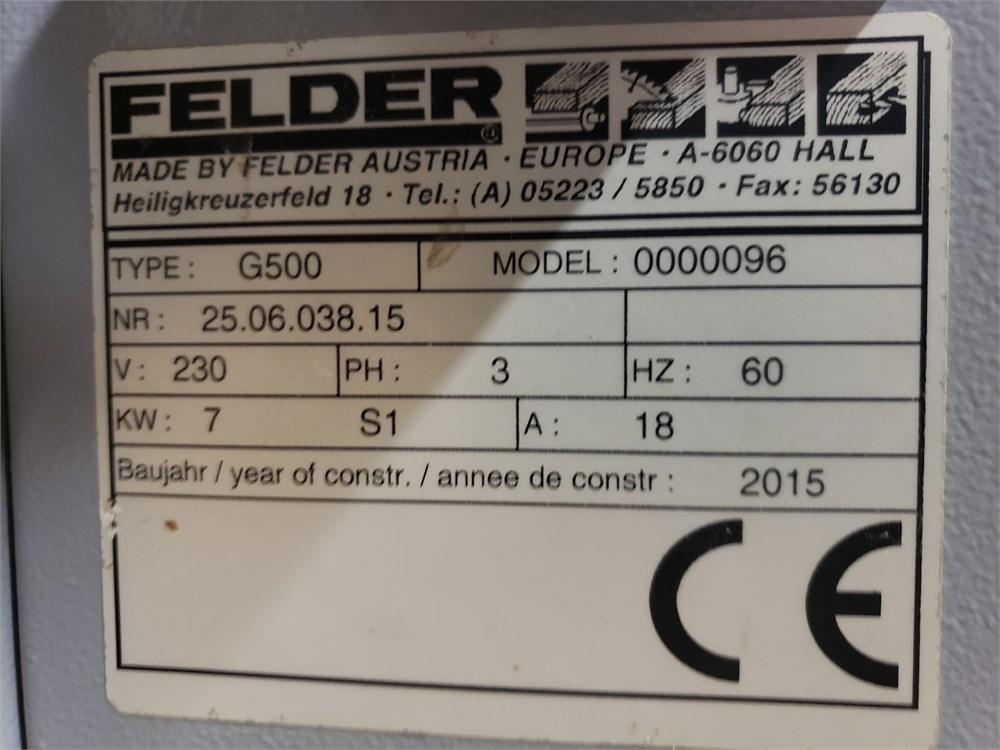 FELDER®
MADE BY FELDER AUSTRIA · EUROPE · A-6060 HALL
Heiligkreuzerfeld 18 · Tel.: (A) 05223 / 5850 · Fax: 56130
TYPE : G500 MODEL : 0000096
NR : 25.06.038.15
V : 230 PH : 3 HZ : 60
KW : 7 S1 A : 18
Baujahr / year of constr. / annee de constr : 2015
CE